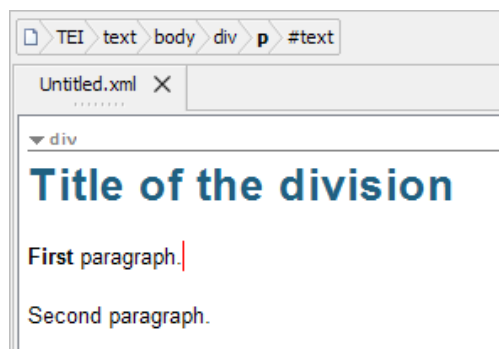 TEI text body div p #text
Untitled.xml
div
Title of the division
First paragraph.
Second paragraph.